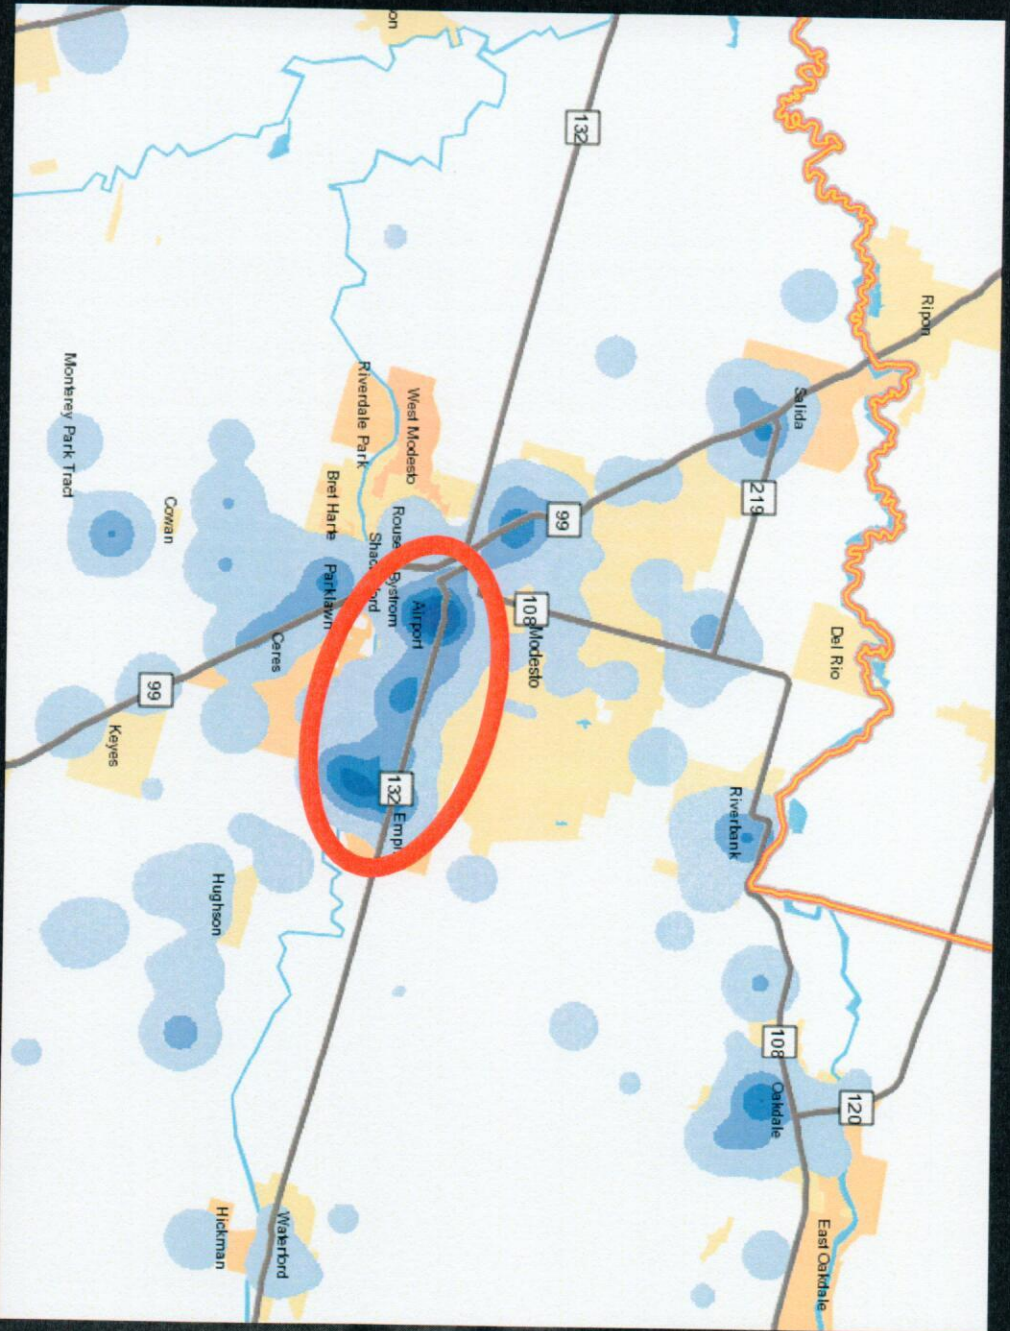 Ripon
120
Del Rio
East Oakdale
Salida
108
Oakdale
219
Riverbank
132
99
108
Modesto
West Modesto
Airport
on
Rouse
Bystrom
132
Empi
Riverdale Park
Bret Harte
Parklawn
Waterford
Ceres
Hickman
Hughson
Cowan
99
Keyes
Monterey Park Tract